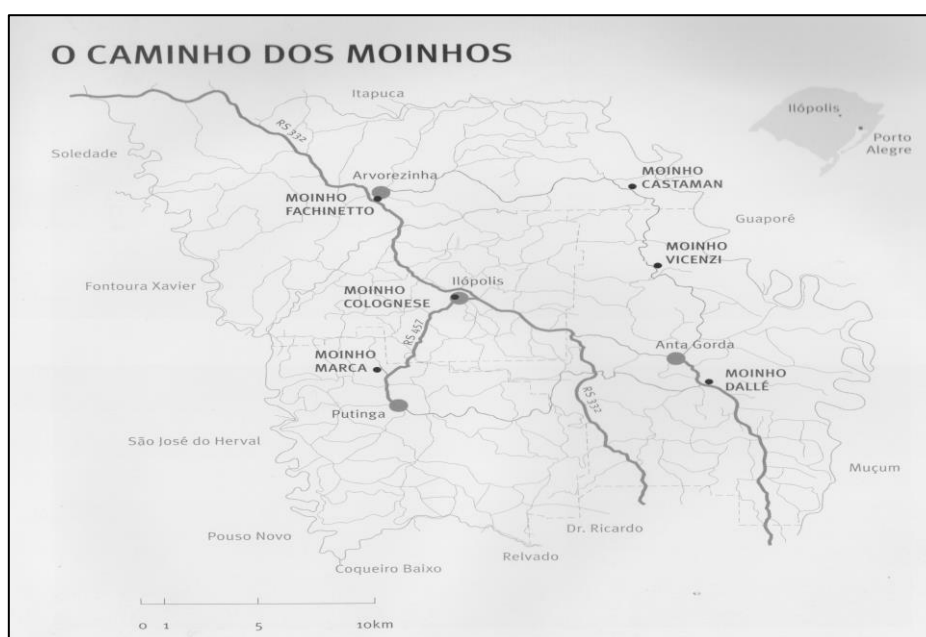 O CAMINHO DOS MOINHOS
Itapuca
Ilópolis
Porto
Alegre
RS 332
Soledade
Arvorezinha
MOINHO
CASTAMAN
MOINHO
FACHINETTO
Guaporé
MOINHO
VICENZI
Fontoura Xavier
MOINHO
COLOGNESE
Ilópolis
RS 457
Anta Gorda
MOINHO
MARCA
MOINHO
DALLÉ
RS 332
Putinga
São José do Herval
Muçum
Pouso Novo
Dr. Ricardo
Relvado
Coqueiro Baixo
0 1 5 10km